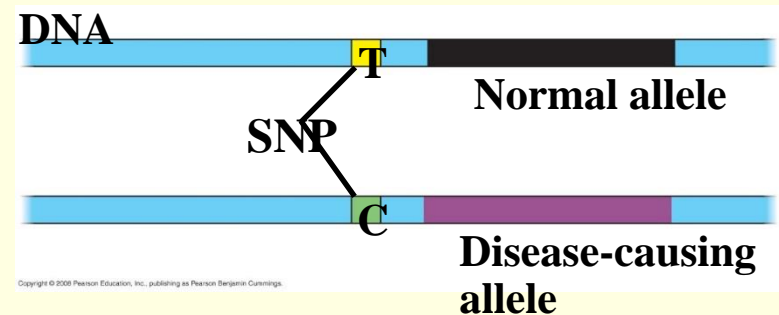 DNA
T
Normal allele
SNP
C
Disease-causing
allele
Copyright © 2008 Pearson Education, Inc., publishing as Pearson Benjamin Cummings.